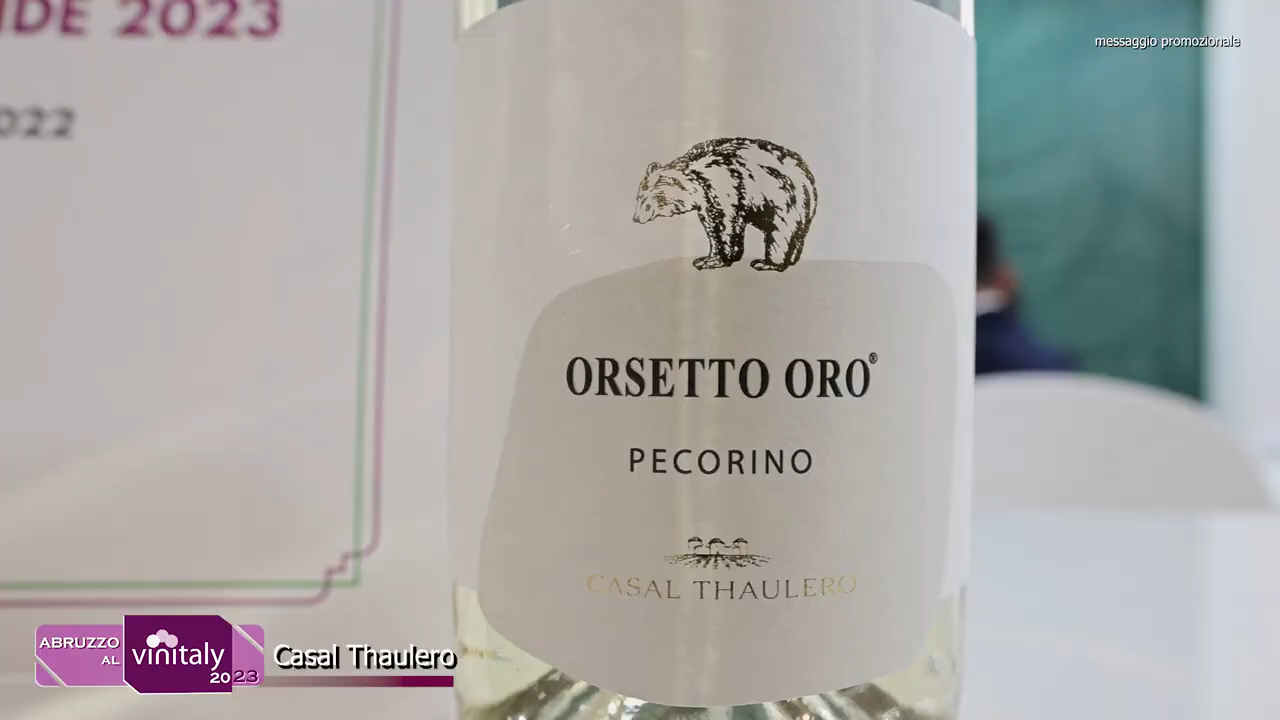 IDE 2023
messaggio promozionale
022
ORSETTO ORO®
PECORINO
CASAL THAULERO
ABRUZZO
AL
vinitaly
2023
Casal Thaulero